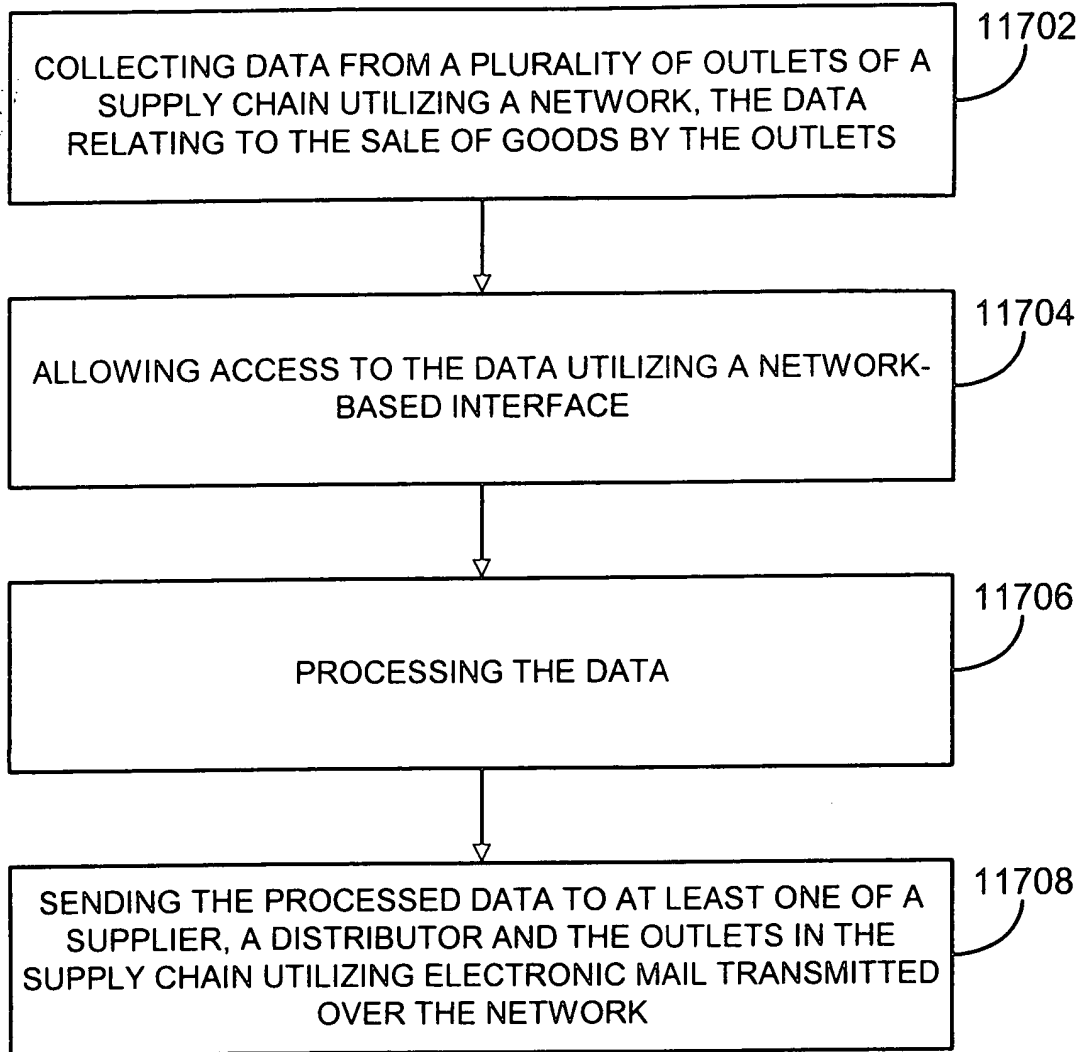 11702
COLLECTING DATA FROM A PLURALITY OF OUTLETS OF A
SUPPLY CHAIN UTILIZING A NETWORK, THE DATA
RELATING TO THE SALE OF GOODS BY THE OUTLETS
11704
ALLOWING ACCESS TO THE DATA UTILIZING A NETWORK-
BASED INTERFACE
11706
PROCESSING THE DATA
11708
SENDING THE PROCESSED DATA TO AT LEAST ONE OF A
SUPPLIER, A DISTRIBUTOR AND THE OUTLETS IN THE
SUPPLY CHAIN UTILIZING ELECTRONIC MAIL TRANSMITTED
OVER THE NETWORK